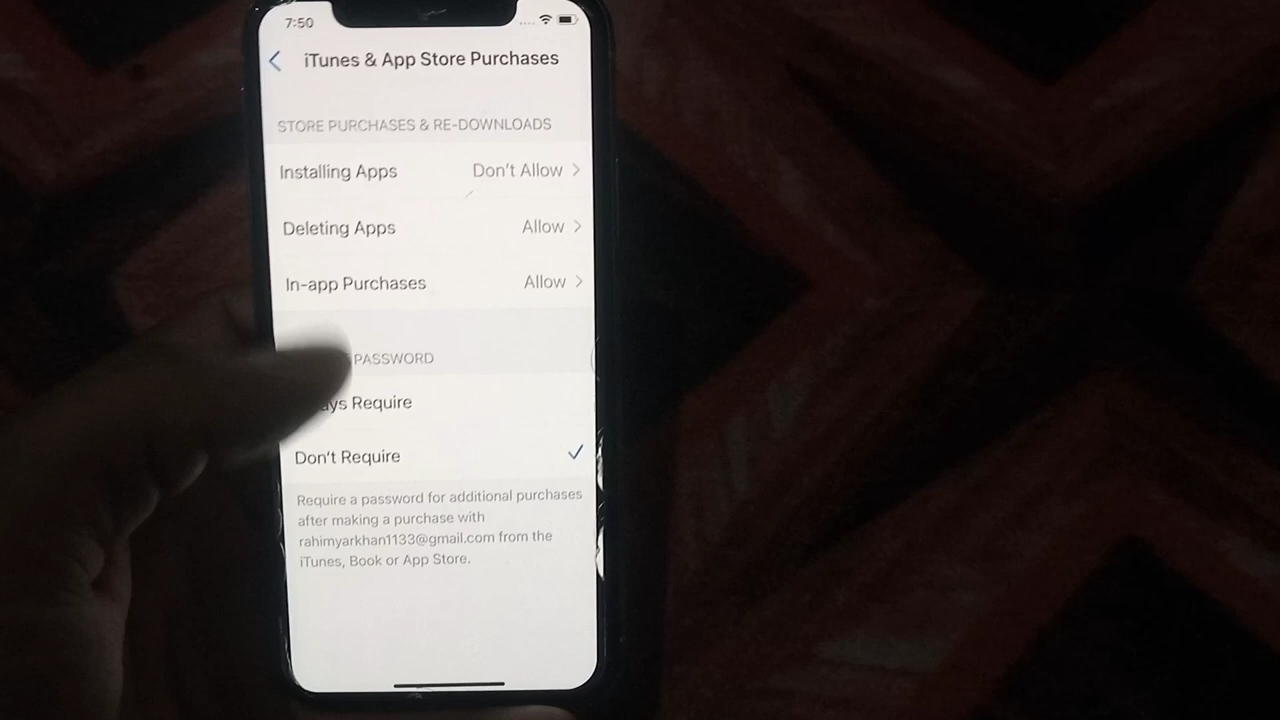 7:50
iTunes & App Store Purchases
STORE PURCHASES & RE-DOWNLOADS
Installing Apps Don't Allow
Deleting Apps Allow
In-app Purchases Allow
PASSWORD
Require
Don't Require
Require a password for additional purchases
after making a purchase with
rahimyarkhan1133@gmail.com from the
iTunes, Book or App Store.